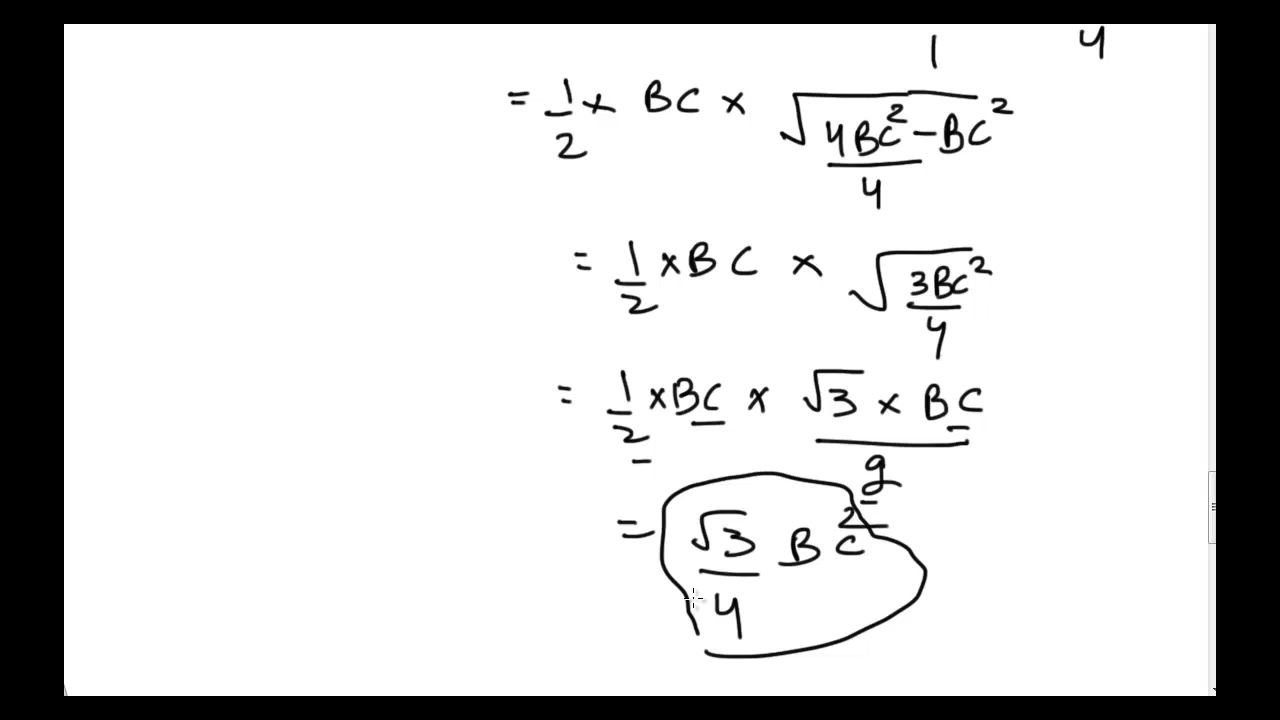 1 4
= 1/2 × BC × √(4BC² - BC²)/4
= 1/2 × BC × √(3BC²/4)
= 1/2 × BC × (√3 × BC)/2
= √3/4 BC²